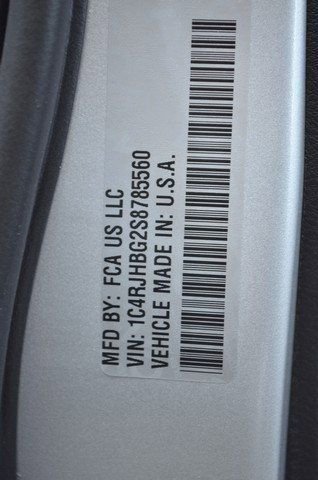 MFD BY: FCA US LLC
VIN: 1C4RJHBG2S8785560
VEHICLE MADE IN: U.S.A.